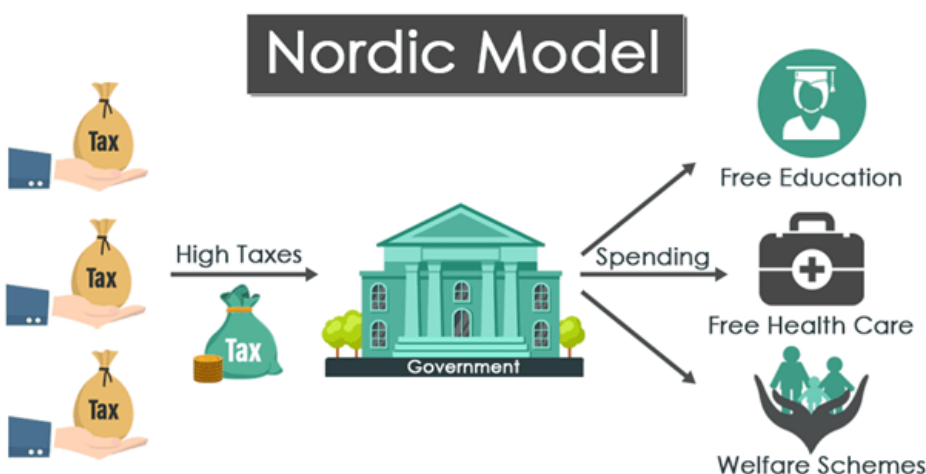 Nordic Model
Tax
Tax
Tax
High Taxes
Tax
Government
Spending
Free Education
Free Health Care
Welfare Schemes